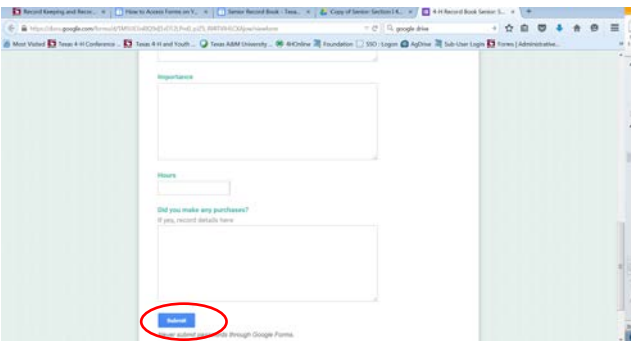 Record Keeping and Recor...
How to Access Forms on Y...
Senior Record Book - Texa...
Copy of Senior Section I 4...
4-H Record Book Senior S...
google drive
Most Visited
Texas 4-H Conference ...
Texas 4-H and Youth ...
Texas A&M University ...
4HOnline
Foundation
SSO : Logon
AgDrive
Sub User Login
Forms | Administrative...
Importance
Hours
Did you make any purchases?
If yes, record details here
Submit
Never submit passwords through Google Forms.